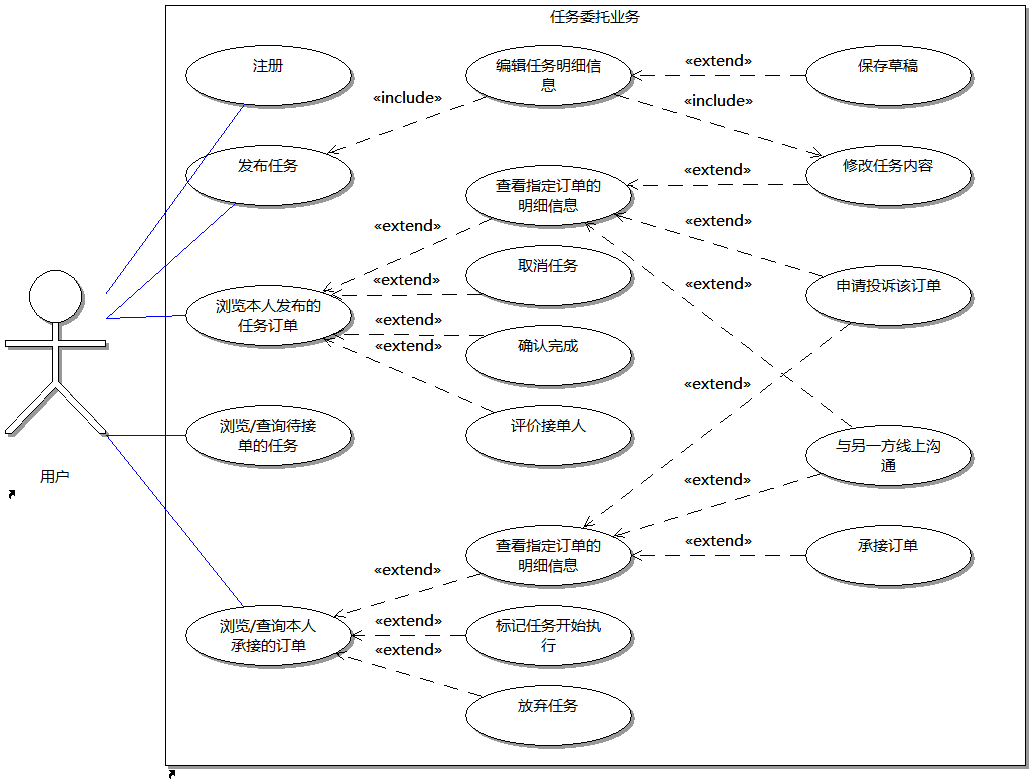 任务委托业务
注册
编辑任务明细信
息
«extend»
保存草稿
«include»
«include»
发布任务
修改任务内容
«extend»
查看指定订单的
明细信息
«extend»
«extend»
申请投诉该订单
取消任务
«extend»
«extend»
浏览本人发布的
任务订单
«extend»
确认完成
«extend»
«extend»
浏览/查询待接
单的任务
评价接单人
与另一方线上沟
通
用户
«extend»
查看指定订单的
明细信息
«extend»
承接订单
«extend»
浏览/查询本人
承接的订单
«extend»
标记任务开始执
行
«extend»
放弃任务